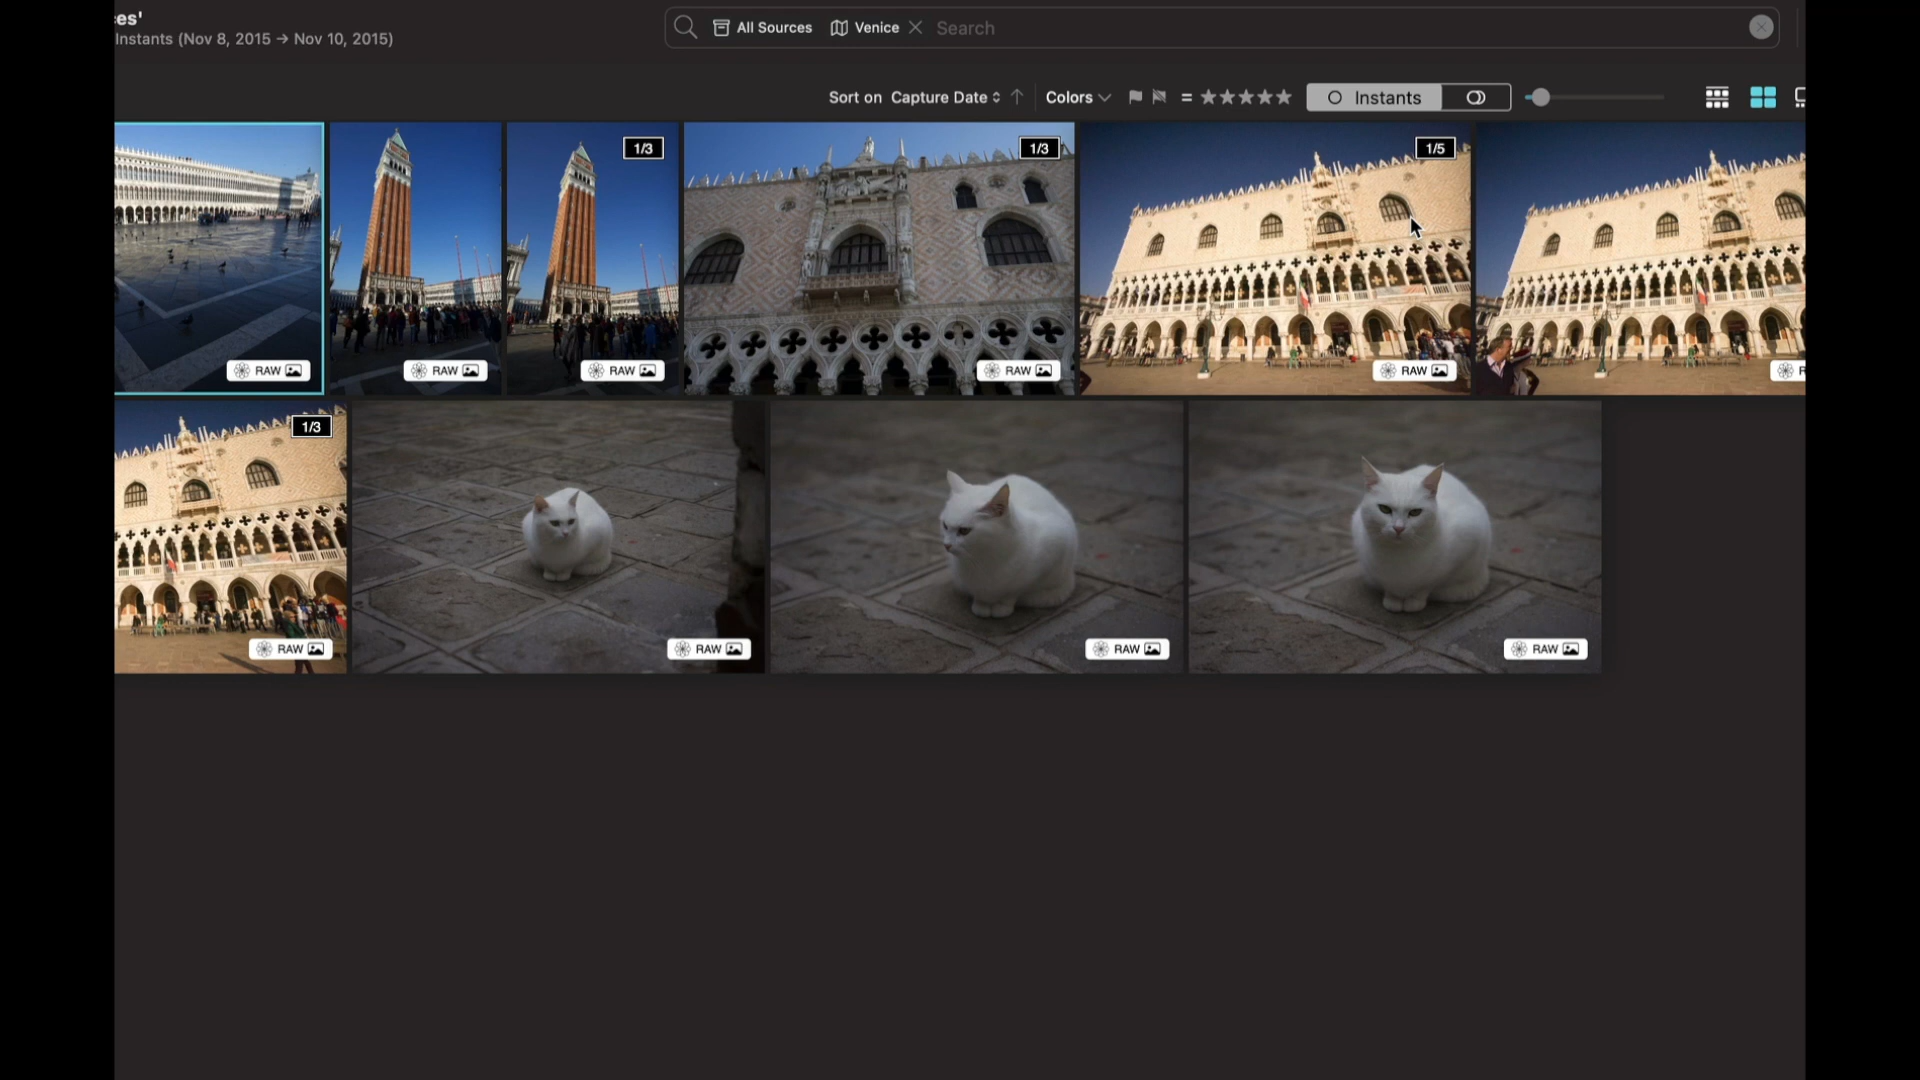 ces'
Instants (Nov 8, 2015 → Nov 10, 2015)
All Sources Venice Search
Sort on Capture Date Colors = Instants
1/3 1/3 1/5
RAW RAW RAW RAW RAW R
1/3
RAW RAW RAW RAW